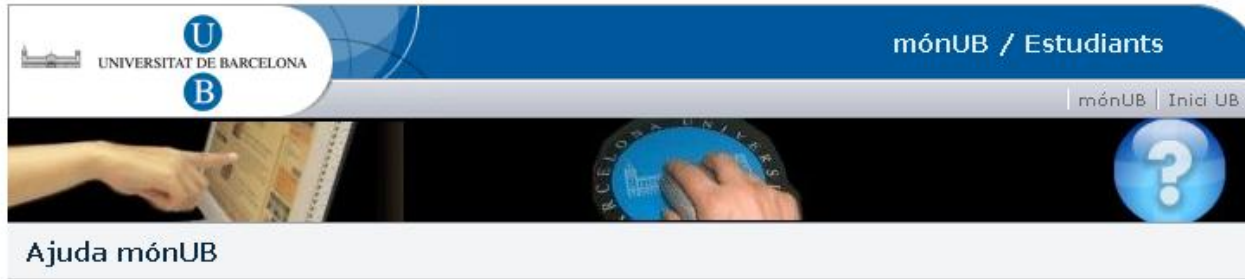 U
UNIVERSITAT DE BARCELONA
B
mónUB / Estudiants
mónUB | Inici UB
Ajuda mónUB